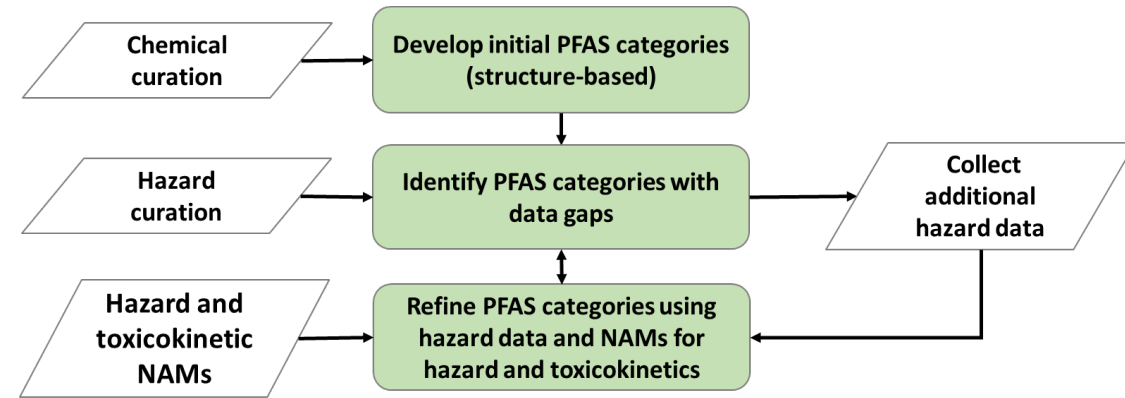 Chemical
curation
Develop initial PFAS categories
(structure-based)
Hazard
curation
Identify PFAS categories with
data gaps
Collect
additional
hazard data
Hazard and
toxicokinetic
NAMs
Refine PFAS categories using
hazard data and NAMs for
hazard and toxicokinetics